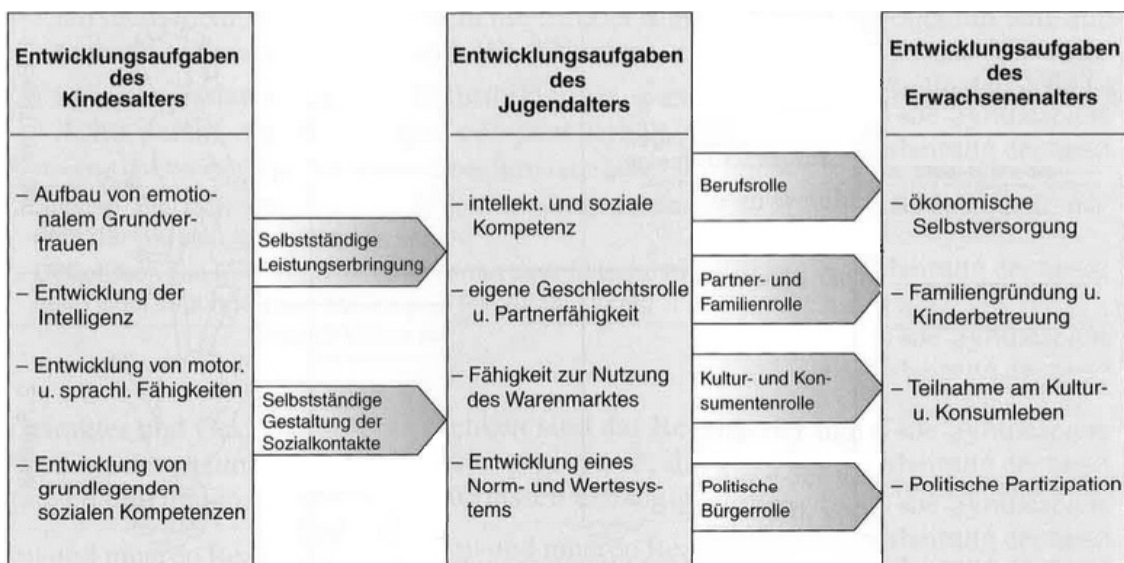 Entwicklungsaufgaben
des
Kindesalters
– Aufbau von emotio-
nalem Grundver-
trauen
– Entwicklung der
Intelligenz
– Entwicklung von motor.
u. sprachl. Fähigkeiten
– Entwicklung von
grundlegenden
sozialen Kompetenzen
Selbstständige
Leistungserbringung
Selbstständige
Gestaltung der
Sozialkontakte
Entwicklungsaufgaben
des
Jugendalters
– intellekt. und soziale
Kompetenz
– eigene Geschlechtsrolle
u. Partnerfähigkeit
– Fähigkeit zur Nutzung
des Warenmarktes
– Entwicklung eines
Norm- und Wertesys-
tems
Berufsrolle
Partner- und
Familienrolle
Kultur- und Kon-
sumentenrolle
Politische
Bürgerrolle
Entwicklungsaufgaben
des
Erwachsenenalters
– ökonomische
Selbstversorgung
– Familiengründung u.
Kinderbetreuung
– Teilnahme am Kultur-
u. Konsumleben
– Politische Partizipation